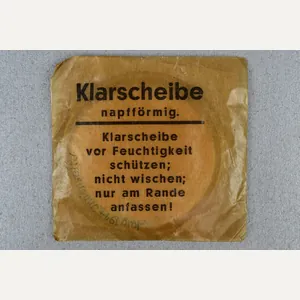 Klarscheibe
napfförmig.
Klarscheibe
vor Feuchtigkeit
schützen;
nicht wischen;
nur am Rande
anfassen!